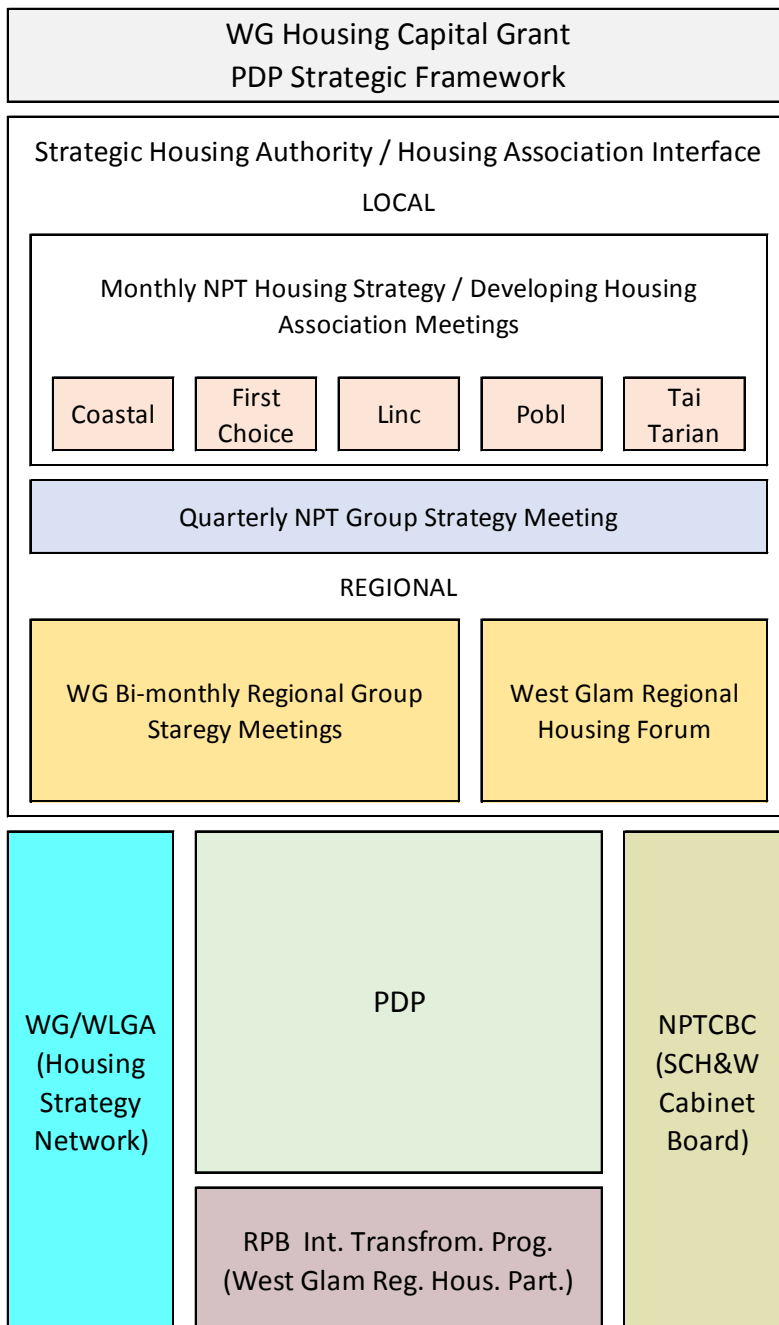 WG Housing Capital Grant
PDP Strategic Framework
Strategic Housing Authority / Housing Association Interface
LOCAL
Monthly NPT Housing Strategy / Developing Housing
Association Meetings
Coastal
First
Choice
Linc
Pobl
Tai
Tarian
Quarterly NPT Group Strategy Meeting
REGIONAL
WG Bi-monthly Regional Group
Staregy Meetings
West Glam Regional
Housing Forum
WG/WLGA
(Housing
Strategy
Network)
PDP
NPTCBC
(SCH&W
Cabinet
Board)
RPB  Int. Transfrom. Prog.
(West Glam Reg. Hous. Part.)